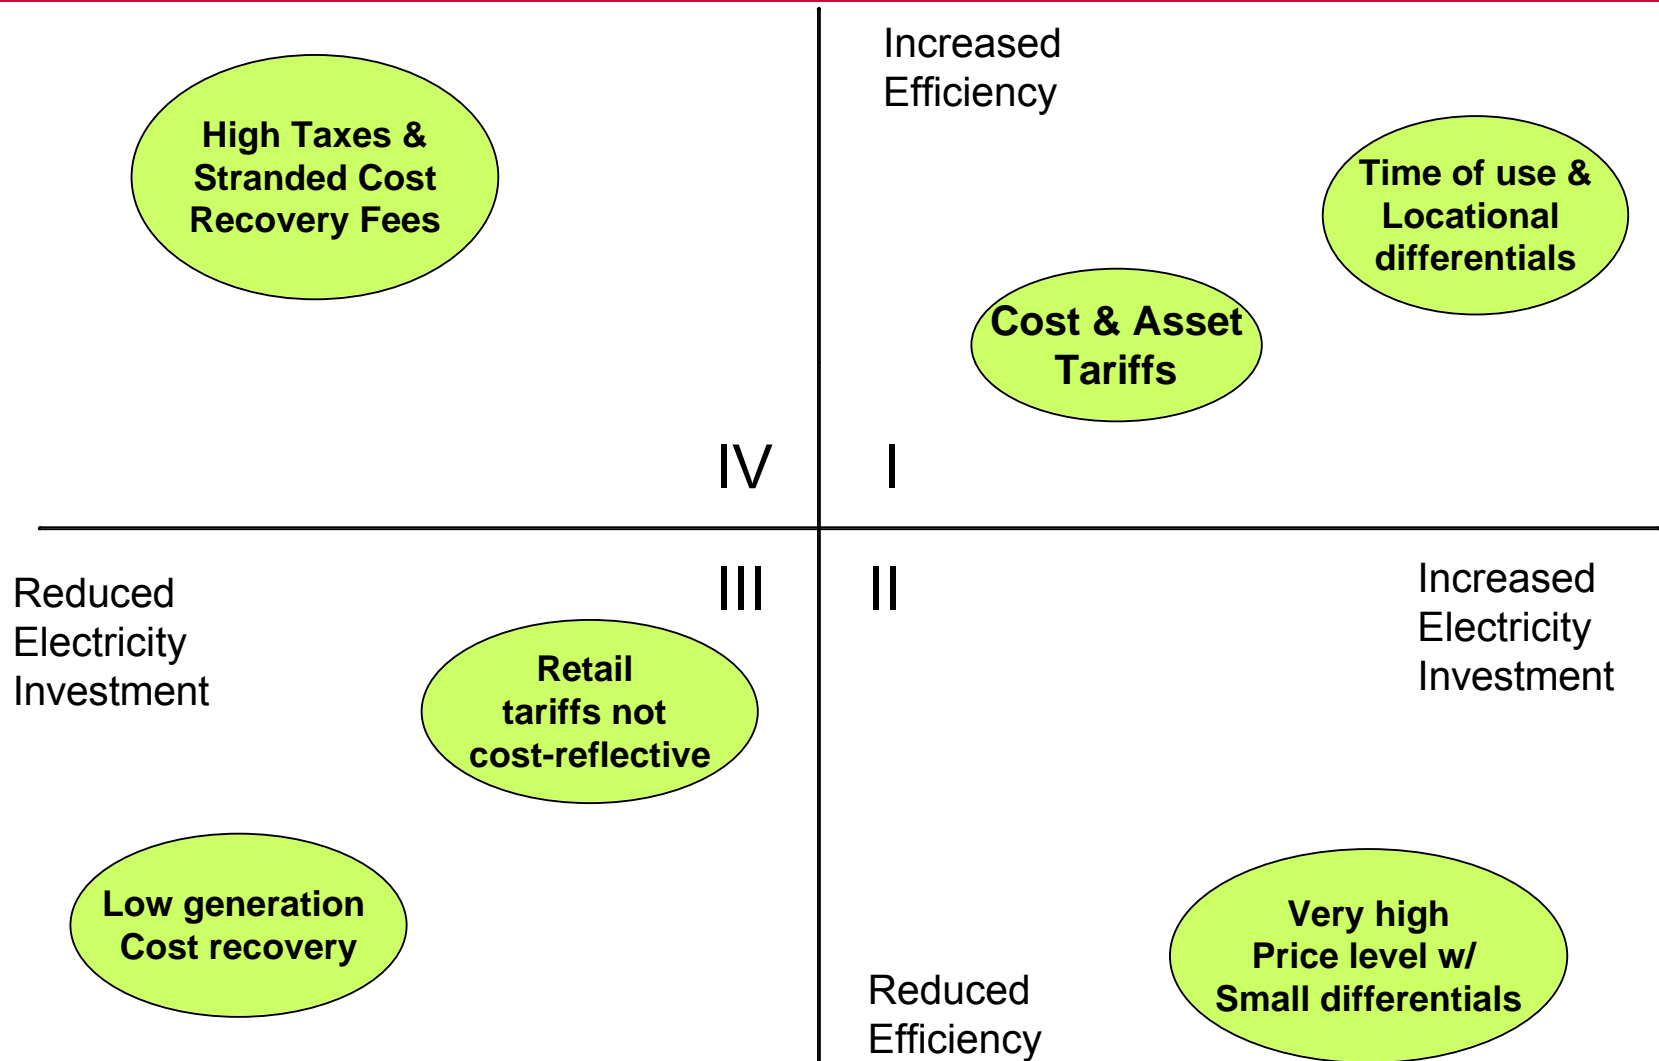 Increased
Efficiency
High Taxes &
Stranded Cost
Recovery Fees
Time of use &
Locational
differentials
Cost & Asset
Tariffs
IV
I
III
II
Reduced
Electricity
Investment
Increased
Electricity
Investment
Retail
tariffs not
cost-reflective
Low generation
Cost recovery
Very high
Price level w/
Small differentials
Reduced
Efficiency